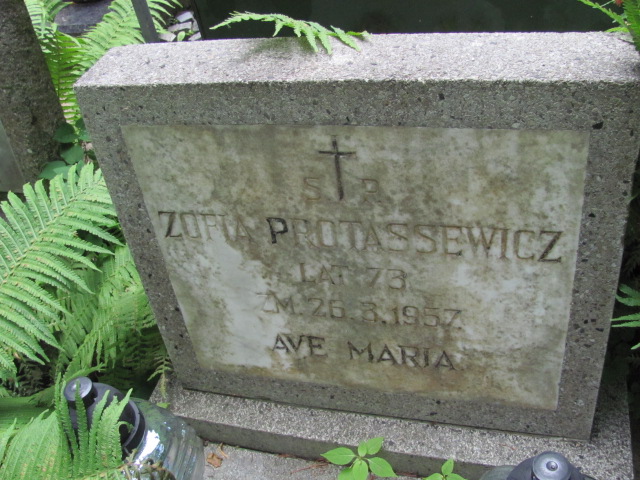 Ś P
ZOFIA PROTASSEWICZ
LAT 73
ZM. 26.3.1957.
AVE MARIA